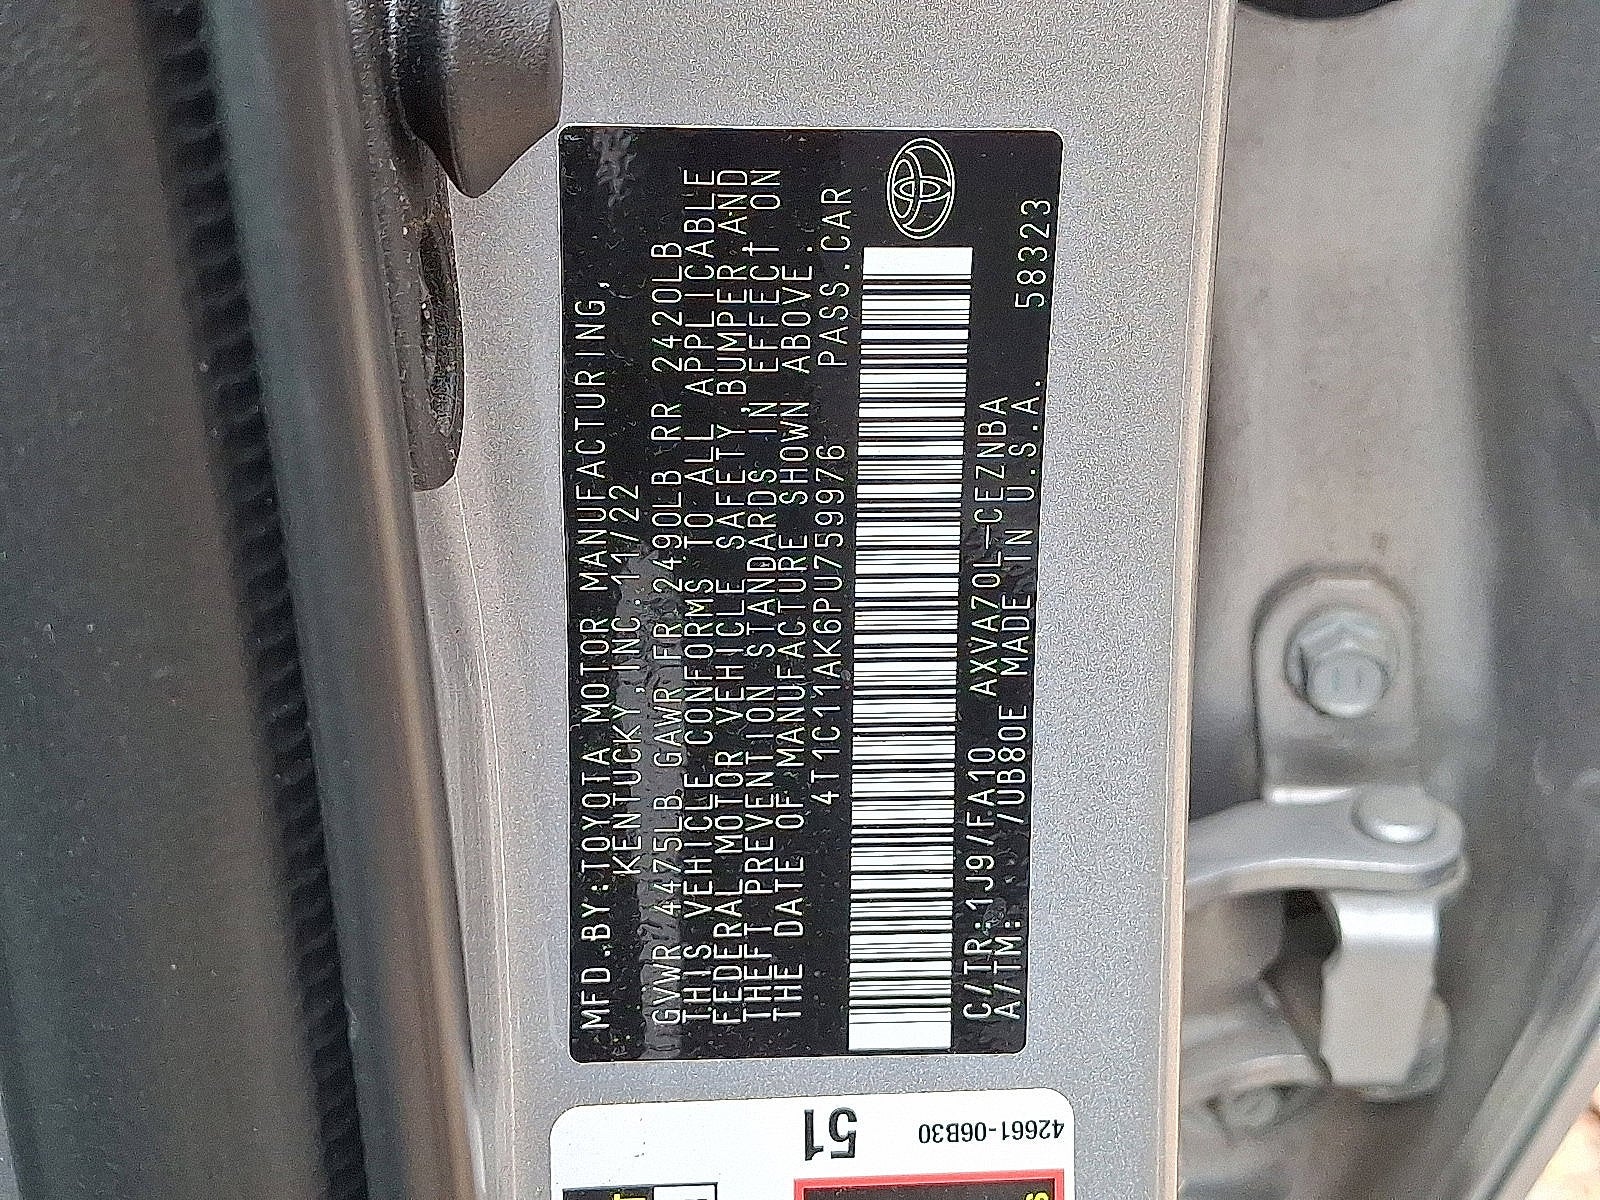 MFD.BY:TOYOTA MOTOR MANUFACTURING,
KENTUCKY,INC.11/22
GVWR 4475LB GAWR FR 2490LB RR 2420LB
THIS VEHICLE CONFORMS TO ALL APPLICABLE
FEDERAL MOTOR VEHICLE SAFETY,BUMPER AND
THEFT PREVENTION STANDARDS IN EFFECT ON
THE DATE OF MANUFACTURE SHOWN ABOVE.
4T1C11AK6PU759976 PASS.CAR
C/TR:1J9/FA10 AXVA70L-CEZNBA
A/TM: /UB80E MADE IN U.S.A. 58323
51
42661-06B30